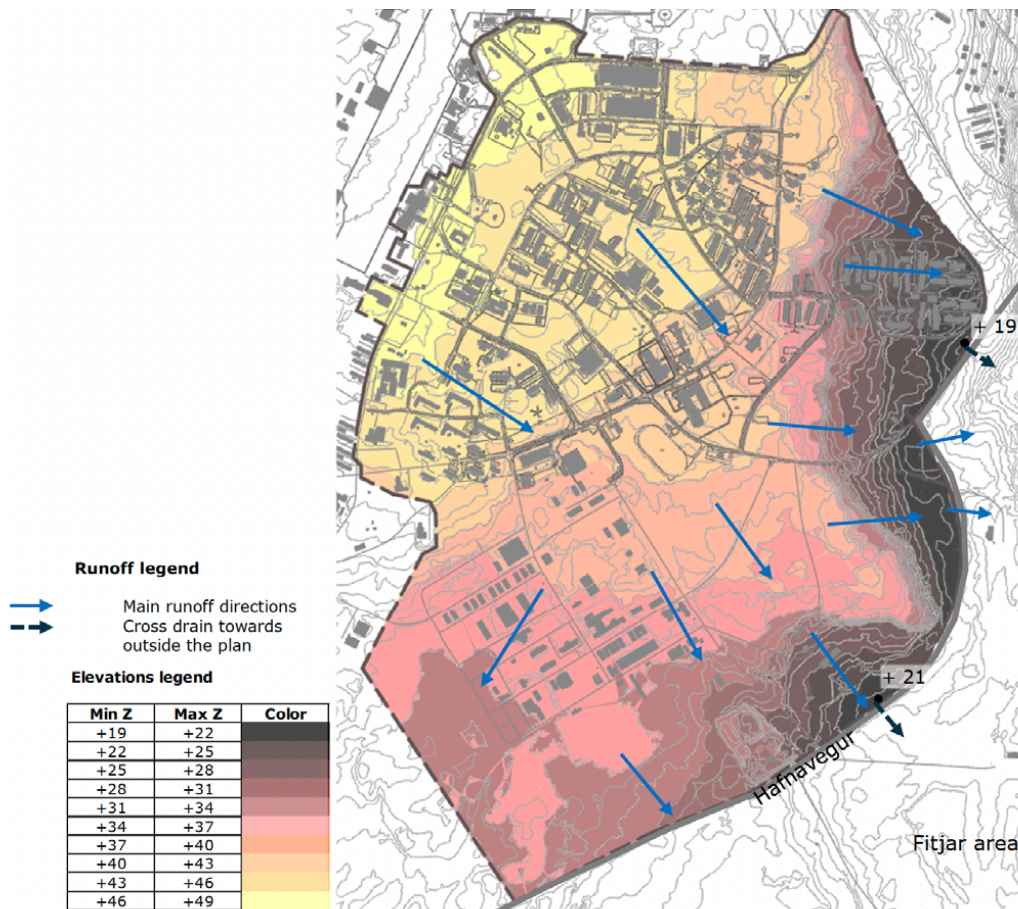 + 19
+ 21
Hafnavegur
Fitjar area
Runoff legend
Main runoff directions
Cross drain towards
outside the plan
Elevations legend
Min Z Max Z Color
+19 +22
+22 +25
+25 +28
+28 +31
+31 +34
+34 +37
+37 +40
+40 +43
+43 +46
+46 +49